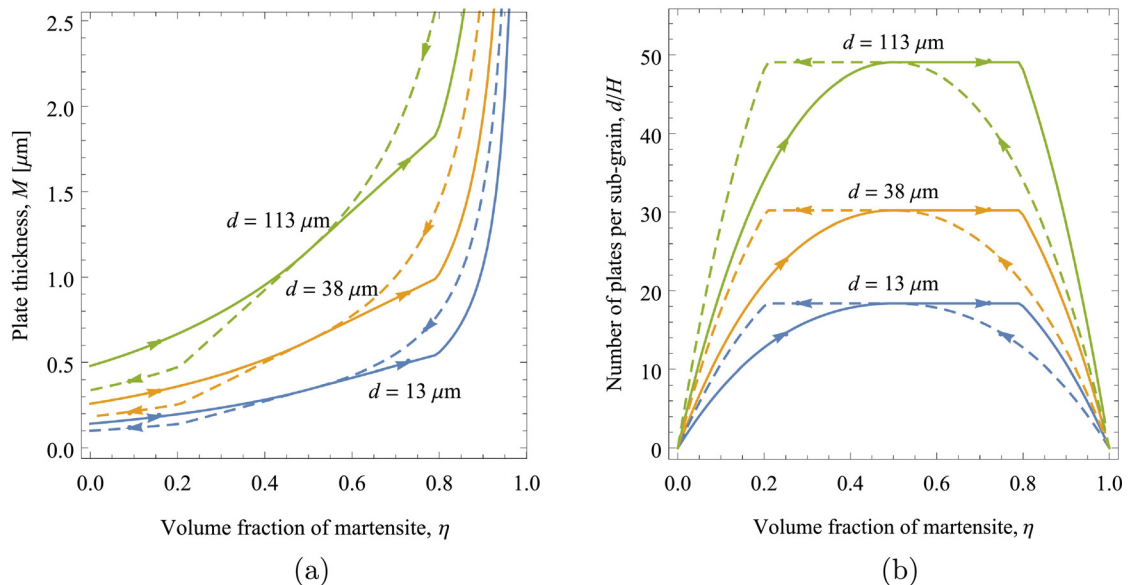 2.5
2.0
1.5
1.0
0.5
0.0
0.0
0.2
0.4
0.6
0.8
1.0
Plate thickness, M [μm]
d = 113 μm
d = 38 μm
d = 13 μm
Volume fraction of martensite, η
(a)
50
40
30
20
10
0
0.0
0.2
0.4
0.6
0.8
1.0
Number of plates per sub-grain, d/H
d = 113 μm
d = 38 μm
d = 13 μm
Volume fraction of martensite, η
(b)